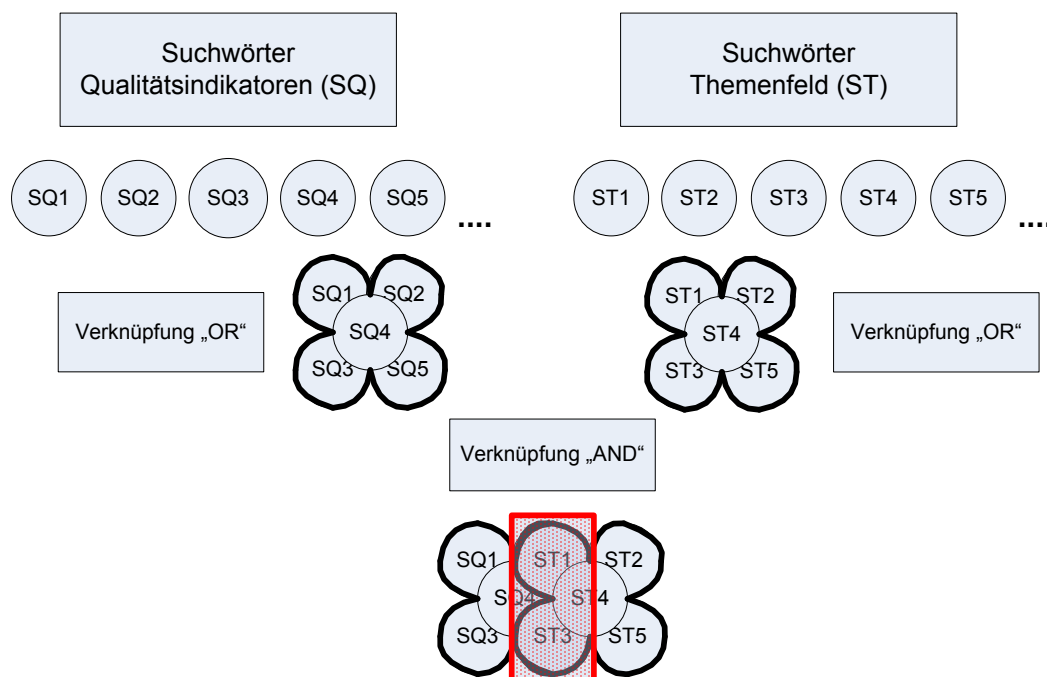 Suchwörter
Qualitätsindikatoren (SQ)
Suchwörter
Themenfeld (ST)
SQ1 SQ2 SQ3 SQ4 SQ5 ....
ST1 ST2 ST3 ST4 ST5 ....
Verknüpfung „OR“
SQ1 SQ2
SQ4
SQ3 SQ5
ST1 ST2
ST4
ST3 ST5
Verknüpfung „OR“
Verknüpfung „AND“
SQ1 ST1 ST2
SQ4 ST4
SQ3 ST3 ST5